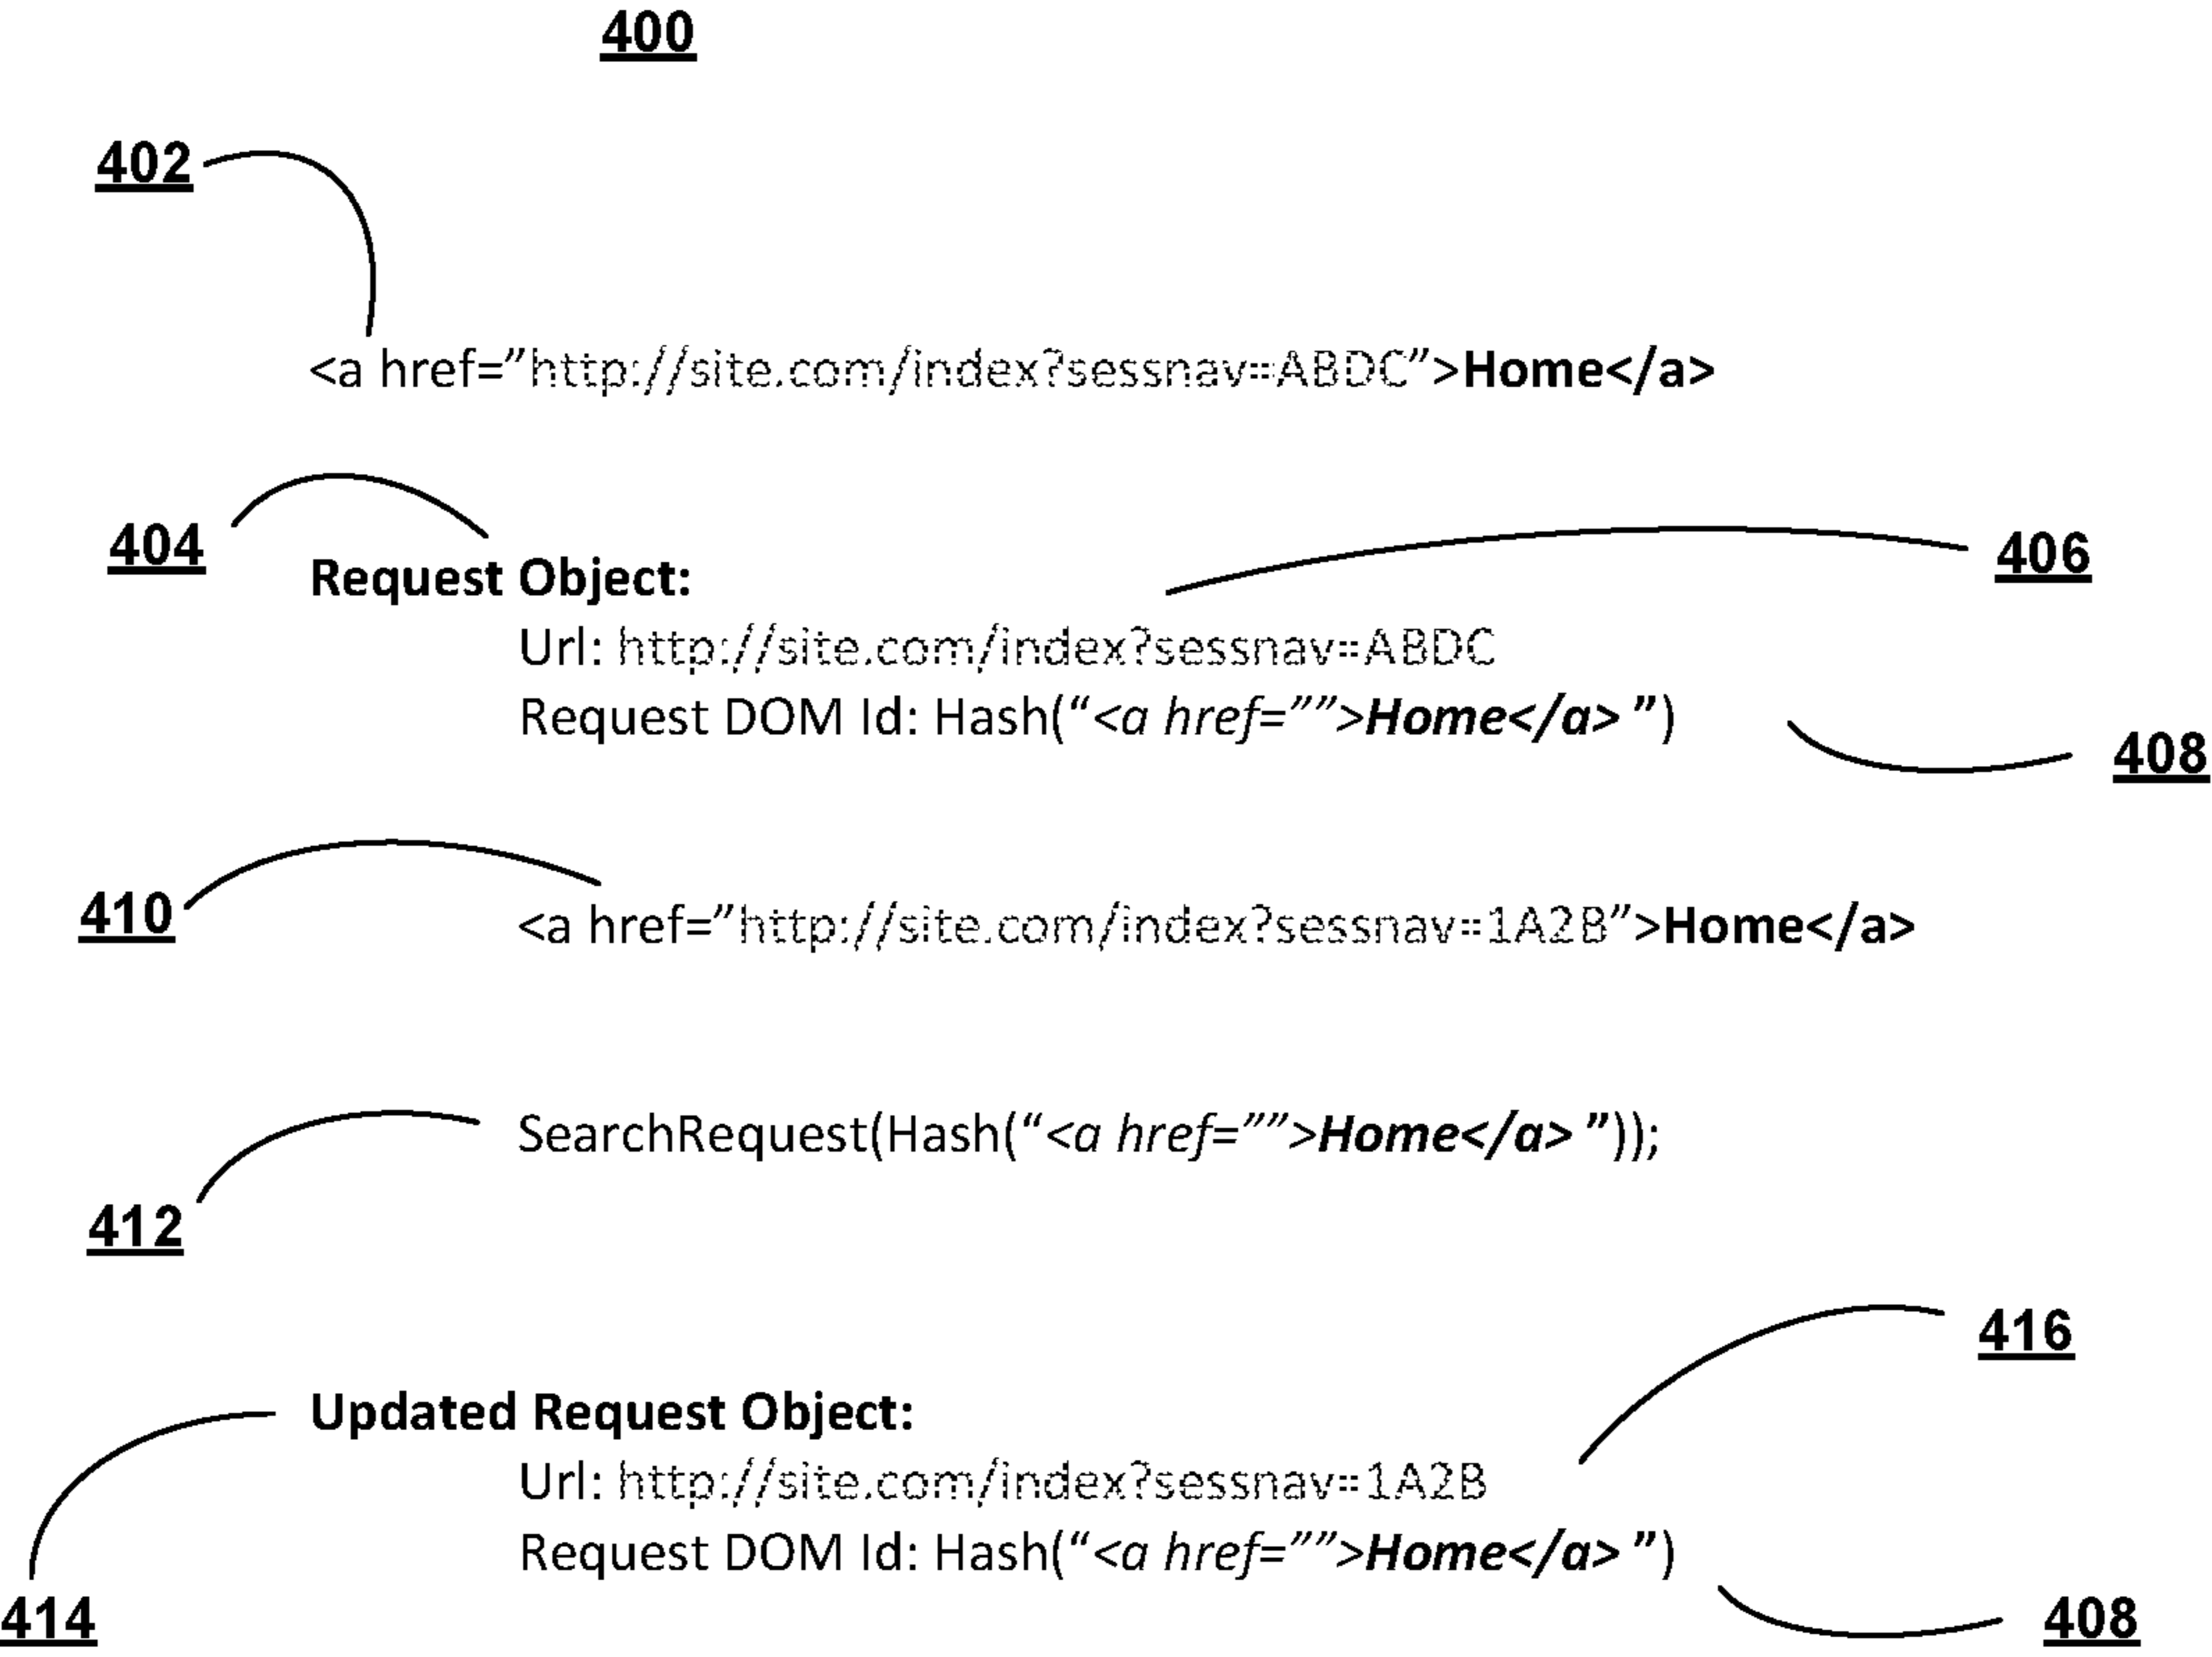 400
402
<a href=”http://site.com/index?sessnav=ABDC”>Home</a>
404
406
Request Object:
Url: http://site.com/index?sessnav=ABDC
Request DOM Id: Hash(“<a href=””>Home</a> ”)
408
410
<a href=”http://site.com/index?sessnav=1A2B”>Home</a>
SearchRequest(Hash(“<a href=””>Home</a> ”));
412
416
Updated Request Object:
Url: http://site.com/index?sessnav=1A2B
Request DOM Id: Hash(“<a href=””>Home</a> ”)
414
408